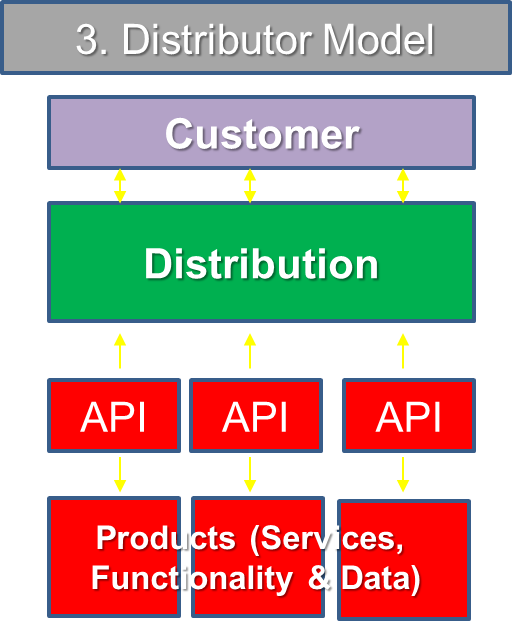 3. Distributor Model
Customer
Distribution
API API API
Products (Services,
Functionality & Data)